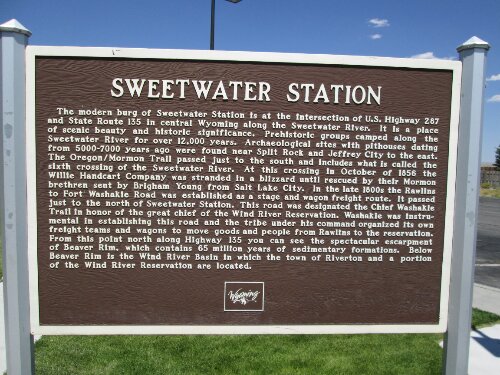 SWEETWATER STATION
The modern burg of Sweetwater Station is at the intersection of U.S. Highway 287
and State Route 135 in central Wyoming along the Sweetwater River. It is a place
of scenic beauty and historic significance. Prehistoric groups camped along the
Sweetwater River for over 12,000 years. Archaeological sites with pithouses dating
from 5000-7000 years ago were found near Split Rock and Jeffrey City to the east.
The Oregon/Mormon Trail passed just to the south and includes what is called the
sixth crossing of the Sweetwater River. At this crossing in October of 1856 the
Willie Handcart Company was stranded in a blizzard until rescued by their Mormon
brethren sent by Brigham Young from Salt Lake City. In the late 1800s the Rawlins
to Fort Washakie Road was established as a stage and wagon freight route. It passed
just to the north of Sweetwater Station. This road was designated the Chief Washakie
Trail in honor of the great chief of the Wind River Reservation. Washakie was instru-
mental in establishing this road and the tribe under his command organized its own
freight teams and wagons to move goods and people from Rawlins to the reservation.
From this point north along Highway 135 you can see the spectacular escarpment
of Beaver Rim, which contains 65 million years of sedimentary formations. Below
Beaver Rim is the Wind River Basin in which the town of Riverton and a portion
of the Wind River Reservation are located.
Wyoming